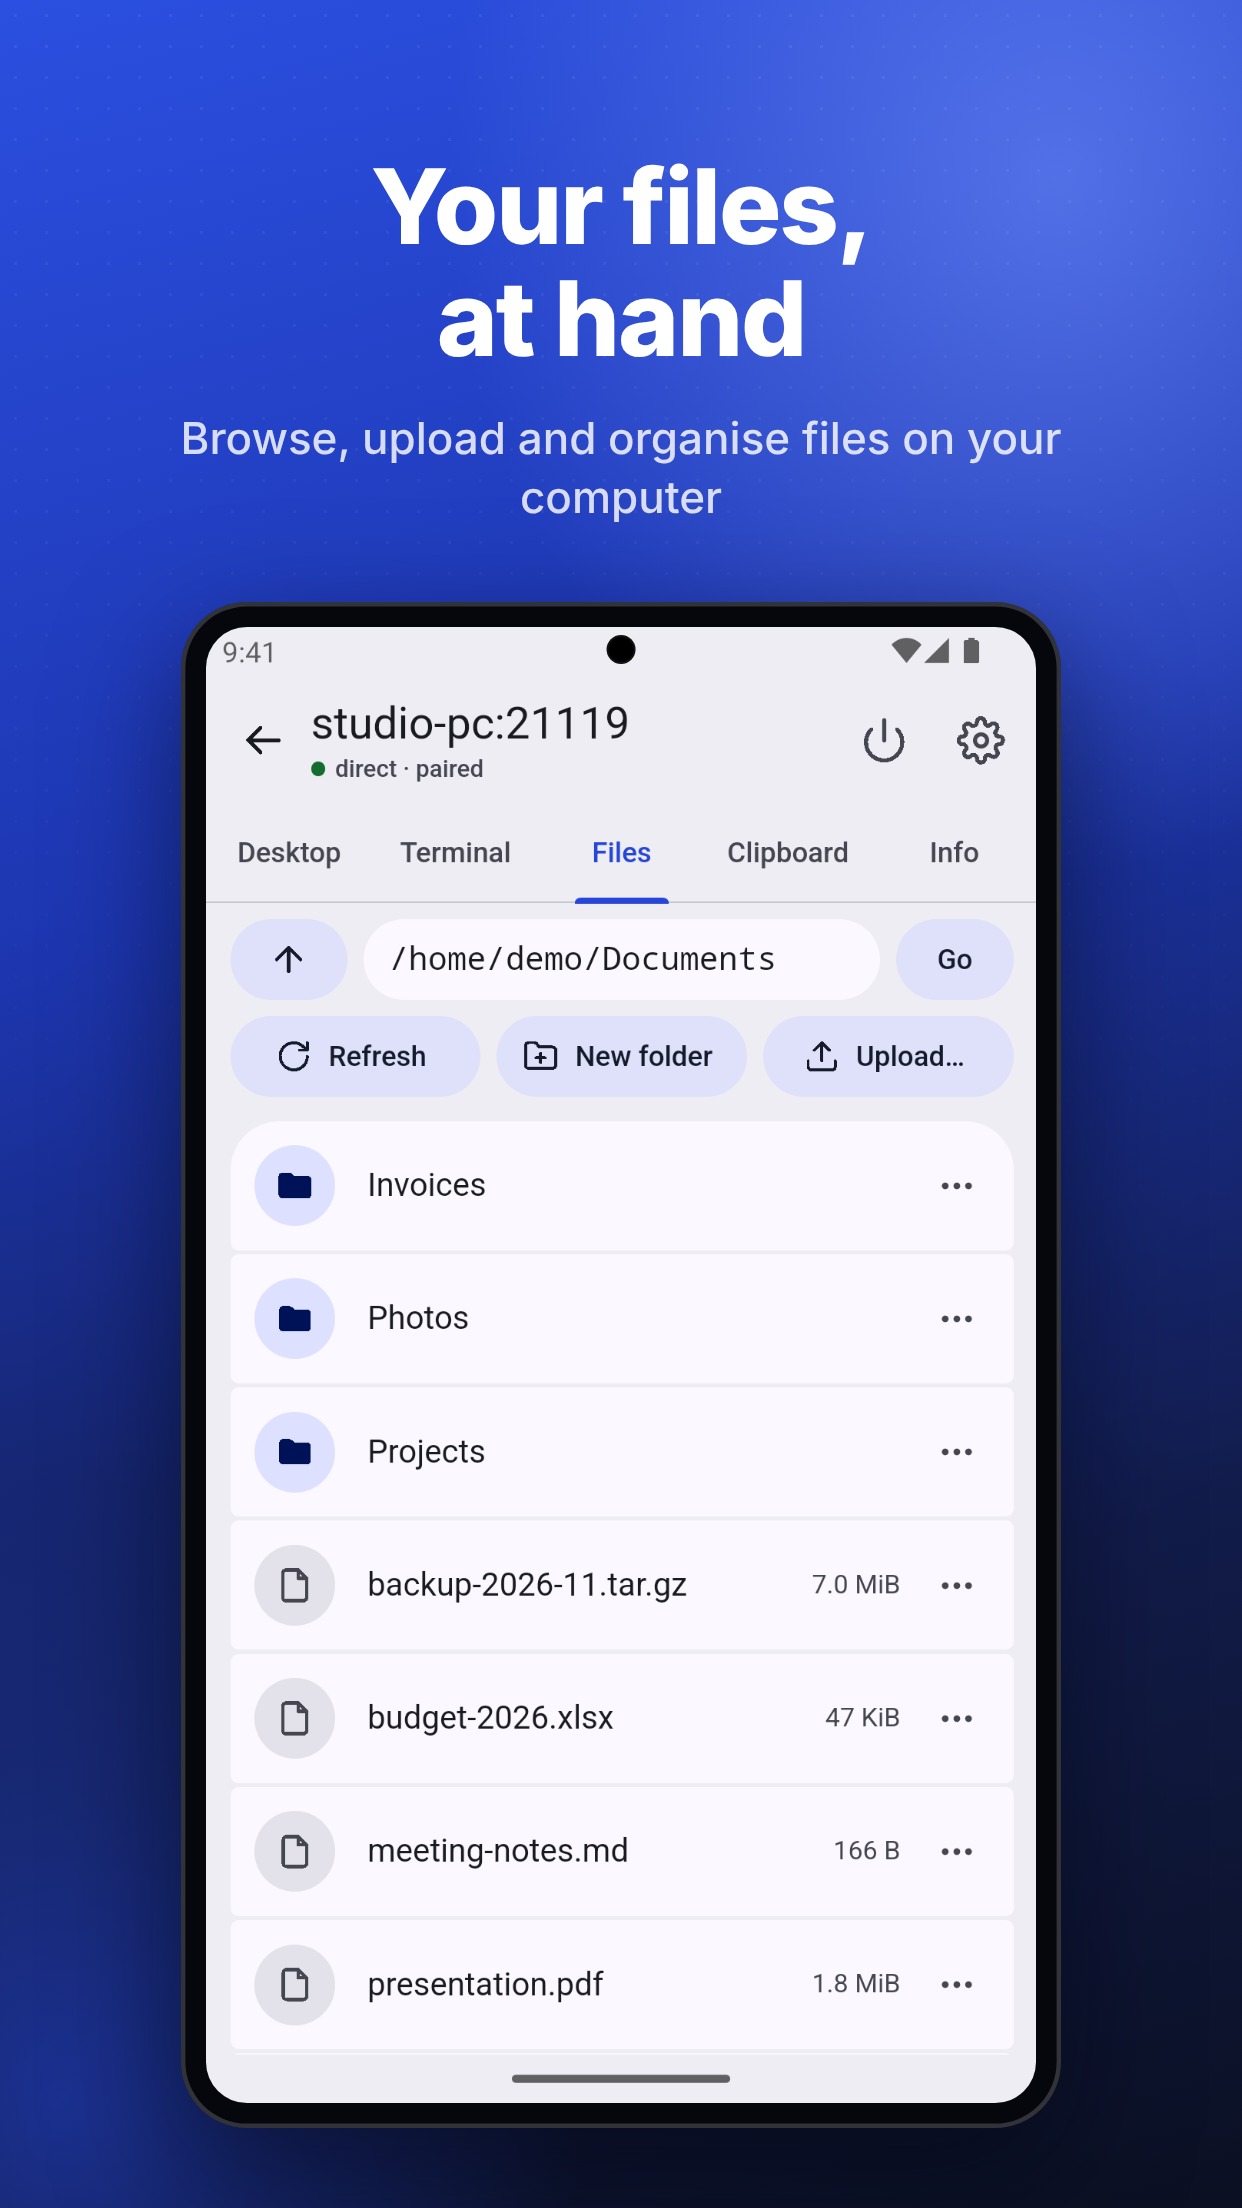 Your files,
at hand
Browse, upload and organise files on your
computer
9:41
studio-pc:21119
direct · paired
Desktop Terminal Files Clipboard Info
/home/demo/Documents Go
Refresh New folder Upload…
Invoices
Photos
Projects
backup-2026-11.tar.gz 7.0 MiB
budget-2026.xlsx 47 KiB
meeting-notes.md 166 B
presentation.pdf 1.8 MiB